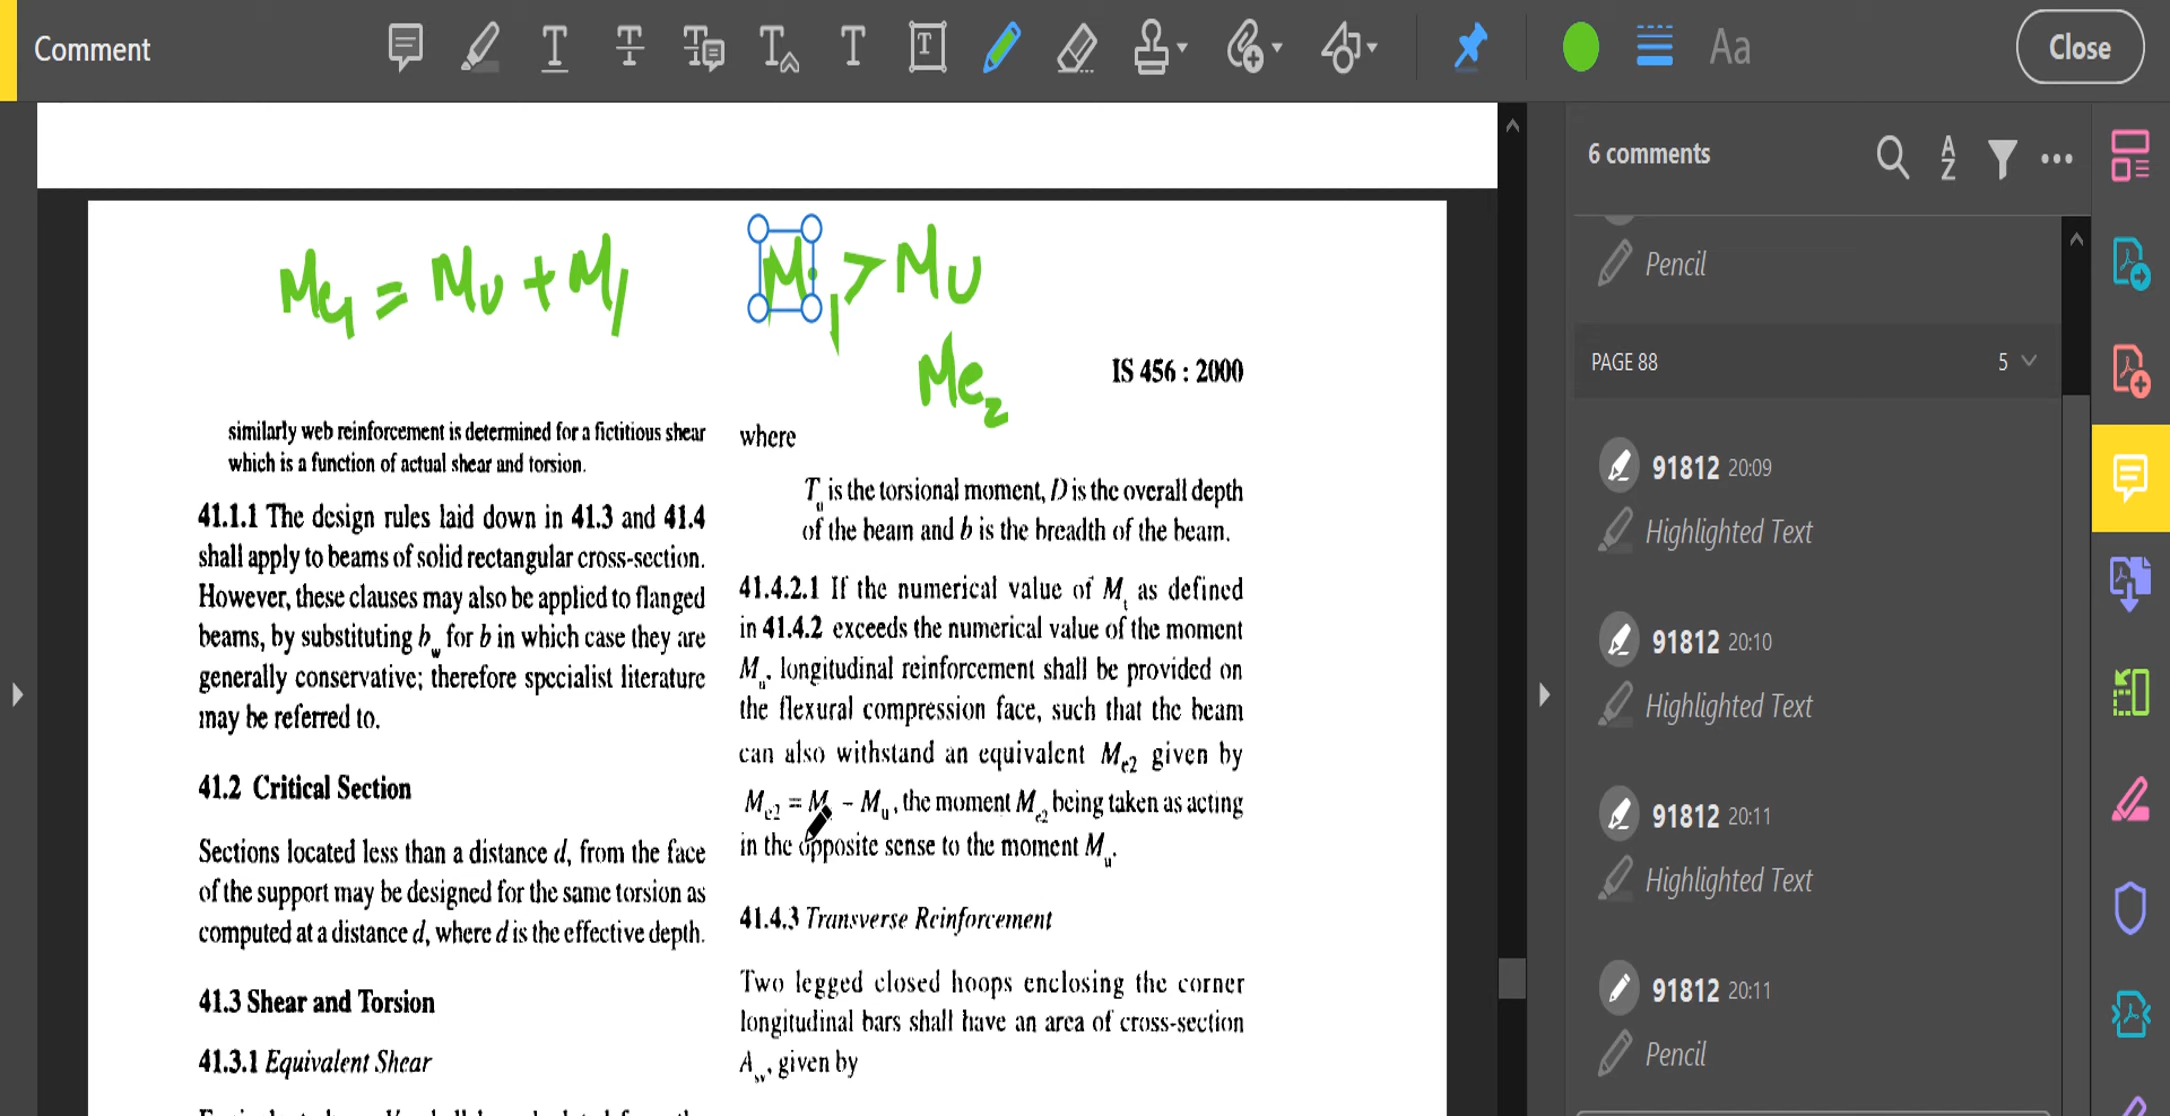 Comment
T T T T T T Aa Close
6 comments
A
Z
Pencil
PAGE 88 5
91812 20:09
Highlighted Text
91812 20:10
Highlighted Text
91812 20:11
Highlighted Text
91812 20:11
Pencil
Me1 = Mu + M1
M1 > Mu
Me2
IS 456 : 2000
similarly web reinforcement is determined for a fictitious shear
which is a function of actual shear and torsion.
41.1.1 The design rules laid down in 41.3 and 41.4
shall apply to beams of solid rectangular cross-section.
However, these clauses may also be applied to flanged
beams, by substituting bw for b in which case they are
generally conservative; therefore specialist literature
may be referred to.
41.2 Critical Section
Sections located less than a distance d, from the face
of the support may be designed for the same torsion as
computed at a distance d, where d is the effective depth.
41.3 Shear and Torsion
41.3.1 Equivalent Shear
where
Tu is the torsional moment, D is the overall depth
of the beam and b is the breadth of the beam.
41.4.2.1 If the numerical value of Mt as defined
in 41.4.2 exceeds the numerical value of the moment
Mu, longitudinal reinforcement shall be provided on
the flexural compression face, such that the beam
can also withstand an equivalent Me2 given by
Me2 = M – Mu, the moment Me2 being taken as acting
in the opposite sense to the moment Mu.
41.4.3 Transverse Reinforcement
Two legged closed hoops enclosing the corner
longitudinal bars shall have an area of cross-section
Asv, given by